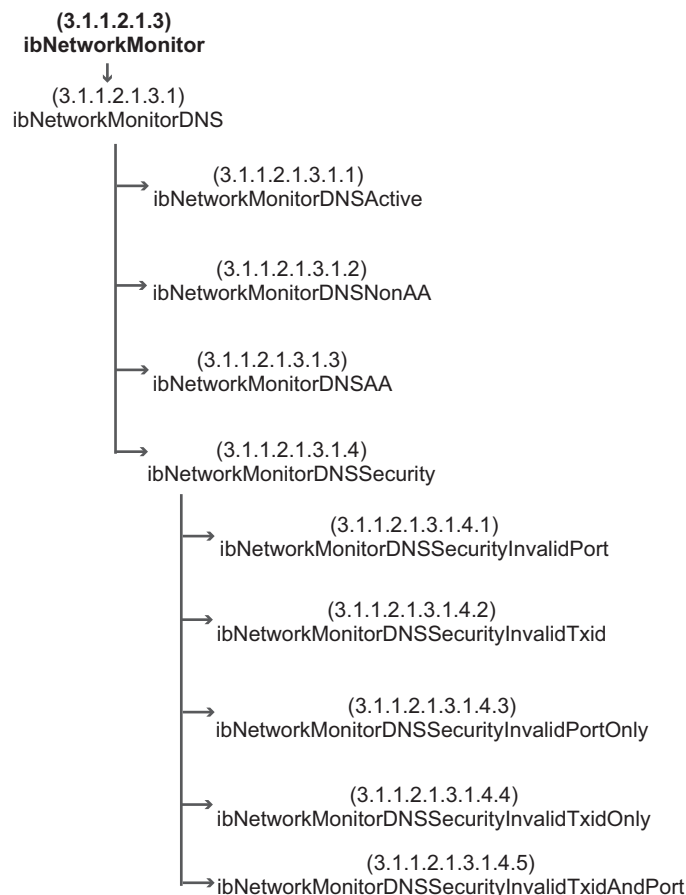 (3.1.1.2.1.3)
ibNetworkMonitor
(3.1.1.2.1.3.1)
ibNetworkMonitorDNS
(3.1.1.2.1.3.1.1)
ibNetworkMonitorDNSActive
(3.1.1.2.1.3.1.2)
ibNetworkMonitorDNSNonAA
(3.1.1.2.1.3.1.3)
ibNetworkMonitorDNSAA
(3.1.1.2.1.3.1.4)
ibNetworkMonitorDNSSecurity
(3.1.1.2.1.3.1.4.1)
ibNetworkMonitorDNSSecurityInvalidPort
(3.1.1.2.1.3.1.4.2)
ibNetworkMonitorDNSSecurityInvalidTxid
(3.1.1.2.1.3.1.4.3)
ibNetworkMonitorDNSSecurityInvalidPortOnly
(3.1.1.2.1.3.1.4.4)
ibNetworkMonitorDNSSecurityInvalidTxidOnly
(3.1.1.2.1.3.1.4.5)
ibNetworkMonitorDNSSecurityInvalidTxidAndPort